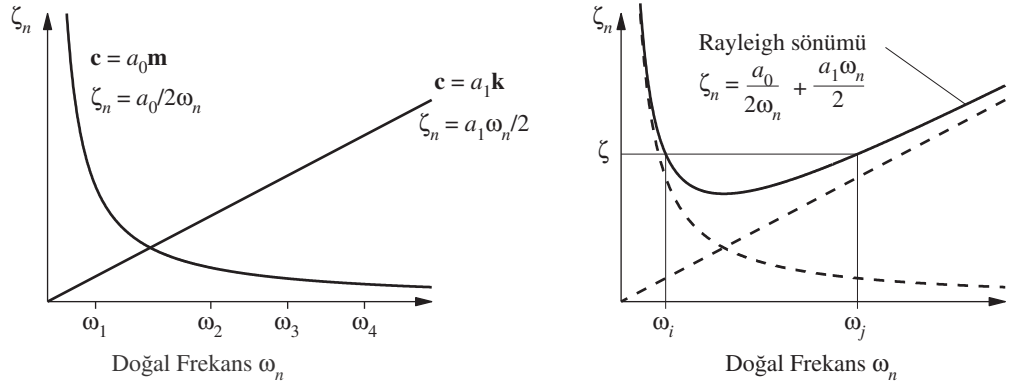 ζₙ
c = a₀m
ζₙ = a₀/2ωₙ
c = a₁k
ζₙ = a₁ωₙ/2
ω₁ ω₂ ω₃ ω₄
Doğal Frekans ωₙ
ζₙ
Rayleigh sönümü
ζₙ = a₀/2ωₙ + a₁ωₙ/2
ζ
ωᵢ ωⱼ
Doğal Frekans ωₙ